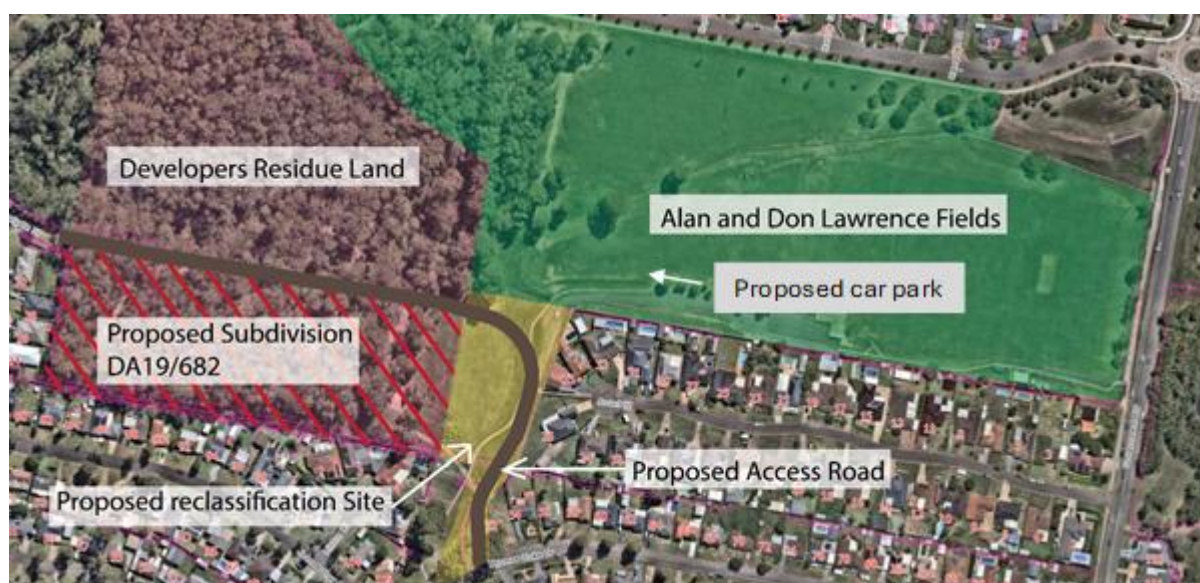 Developers Residue Land
Alan and Don Lawrence Fields
Proposed car park
Proposed Subdivision
DA19/682
Proposed Access Road
Proposed reclassification Site